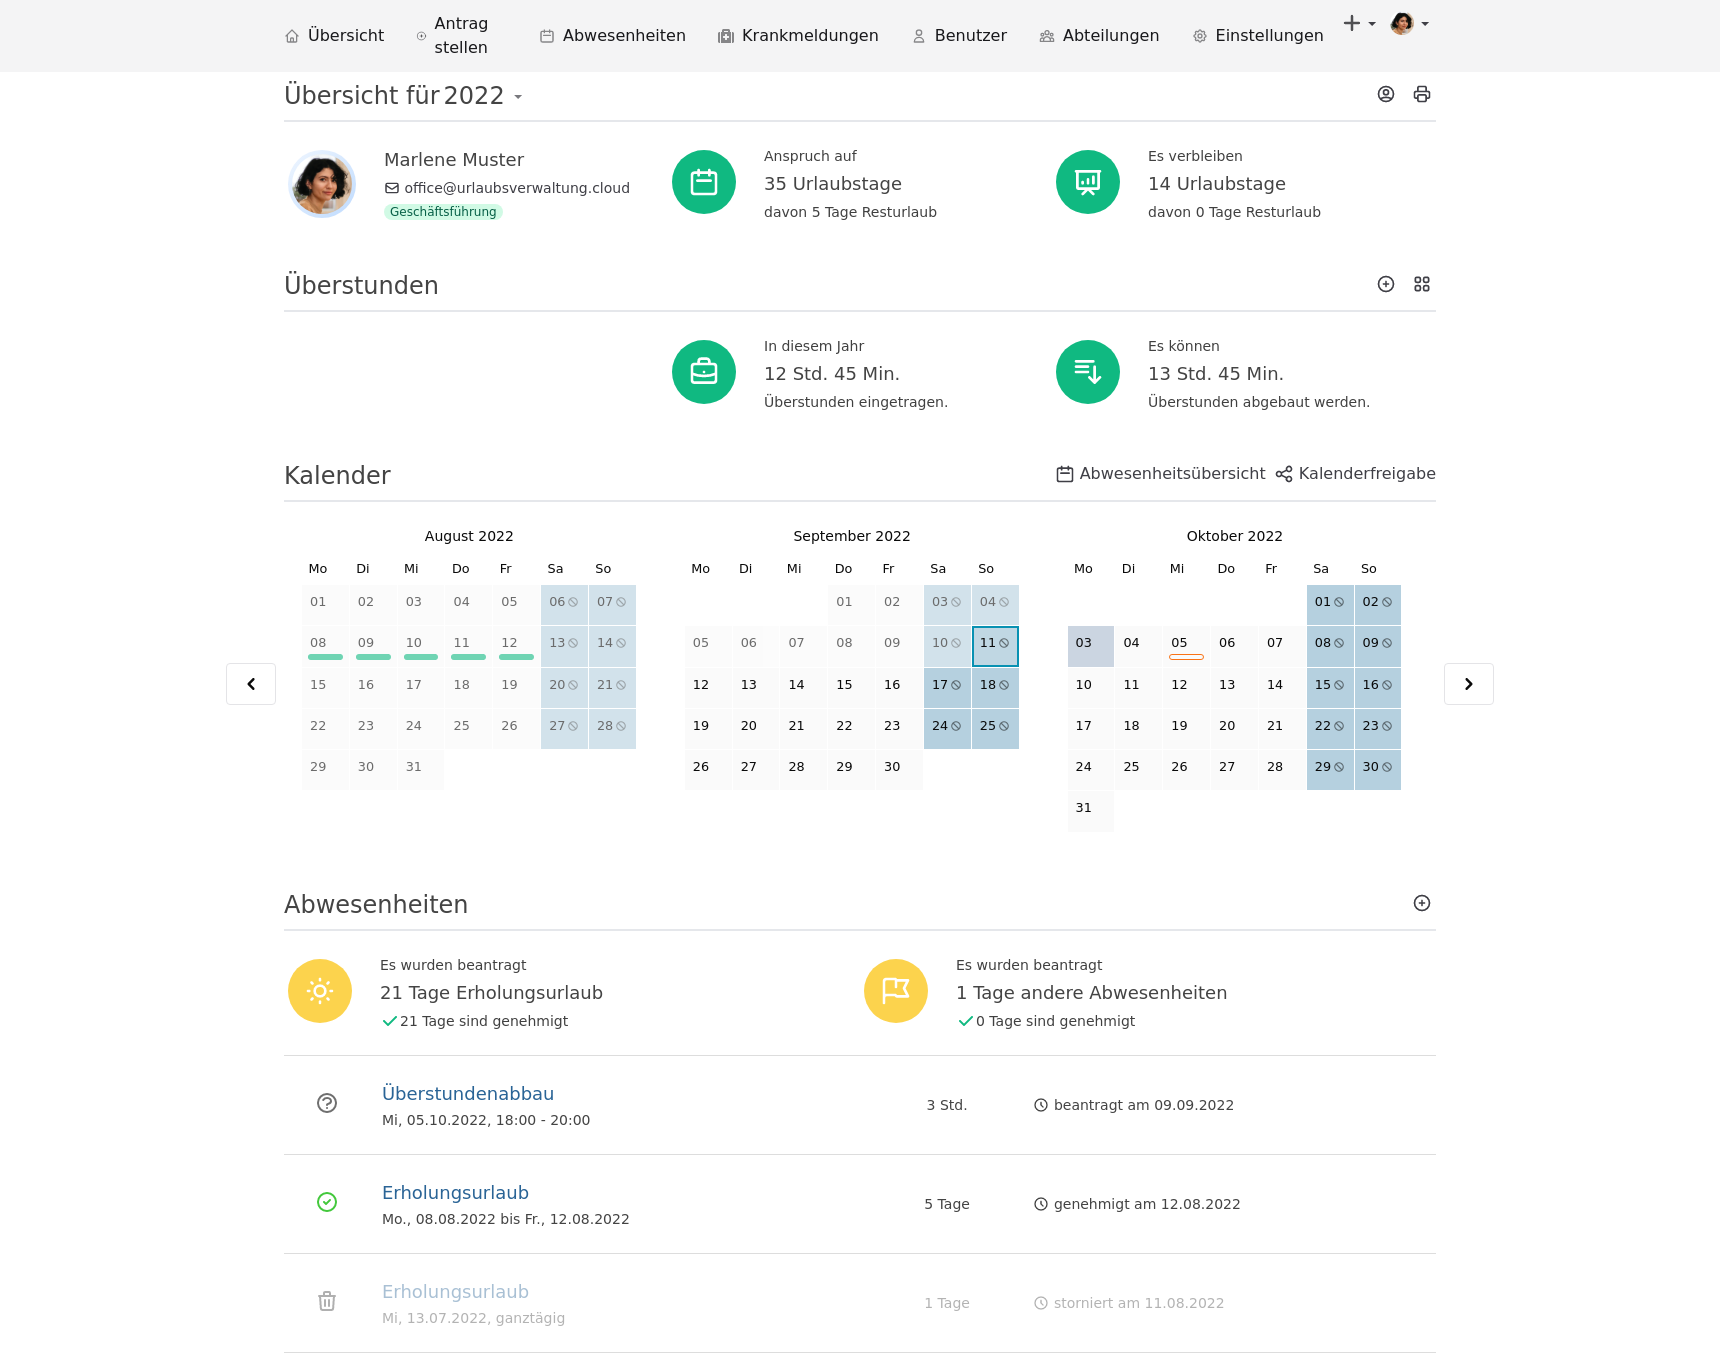 Übersicht
Antrag stellen
Abwesenheiten
Krankmeldungen
Benutzer
Abteilungen
Einstellungen
Übersicht für 2022
Marlene Muster
office@urlaubsverwaltung.cloud
Geschäftsführung
Anspruch auf
35 Urlaubstage
davon 5 Tage Resturlaub
Es verbleiben
14 Urlaubstage
davon 0 Tage Resturlaub
Überstunden
In diesem Jahr
12 Std. 45 Min.
Überstunden eingetragen.
Es können
13 Std. 45 Min.
Überstunden abgebaut werden.
Kalender
Abwesenheitsübersicht
Kalenderfreigabe
August 2022
Mo Di Mi Do Fr Sa So
01 02 03 04 05 06 07
08 09 10 11 12 13 14
15 16 17 18 19 20 21
22 23 24 25 26 27 28
29 30 31
September 2022
Mo Di Mi Do Fr Sa So
01 02 03 04
05 06 07 08 09 10 11
12 13 14 15 16 17 18
19 20 21 22 23 24 25
26 27 28 29 30
Oktober 2022
Mo Di Mi Do Fr Sa So
01 02
03 04 05 06 07 08 09
10 11 12 13 14 15 16
17 18 19 20 21 22 23
24 25 26 27 28 29 30
31
Abwesenheiten
Es wurden beantragt
21 Tage Erholungsurlaub
21 Tage sind genehmigt
Es wurden beantragt
1 Tage andere Abwesenheiten
0 Tage sind genehmigt
Überstundenabbau
Mi, 05.10.2022, 18:00 - 20:00
3 Std.
beantragt am 09.09.2022
Erholungsurlaub
Mo., 08.08.2022 bis Fr., 12.08.2022
5 Tage
genehmigt am 12.08.2022
Erholungsurlaub
Mi, 13.07.2022, ganztägig
1 Tage
storniert am 11.08.2022